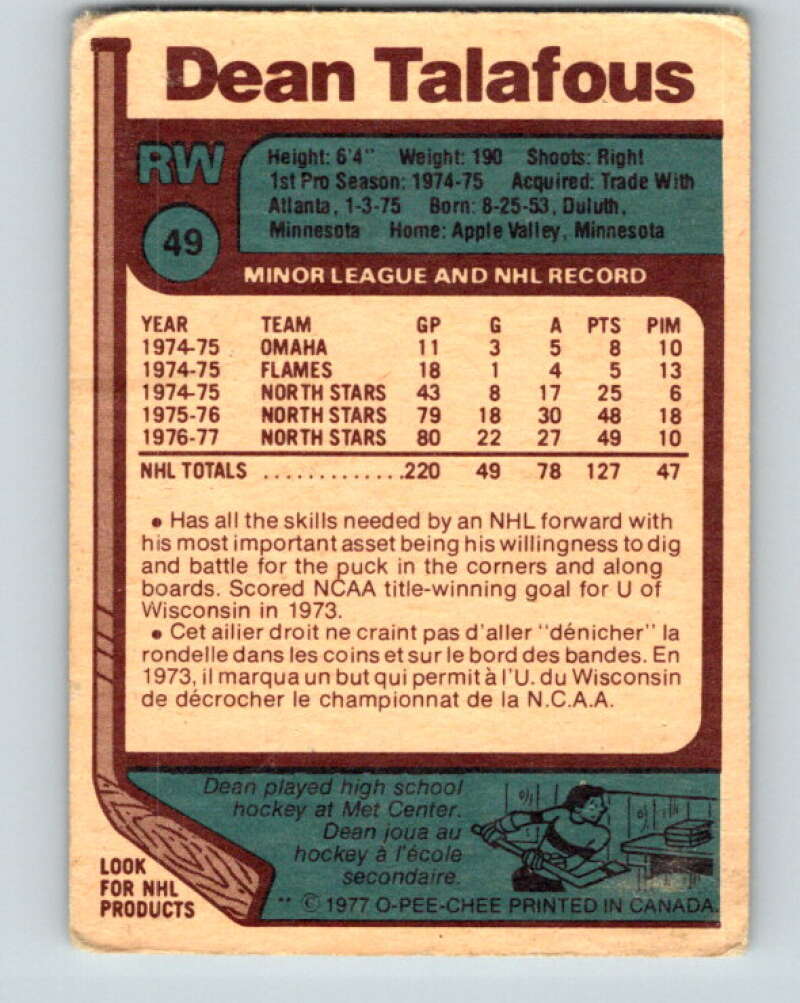 Dean Talafous
RW
Height: 6'4" Weight: 190 Shoots: Right
1st Pro Season: 1974-75 Acquired: Trade With
Atlanta, 1-3-75 Born: 8-25-53, Duluth,
Minnesota Home: Apple Valley, Minnesota
49
MINOR LEAGUE AND NHL RECORD
YEAR TEAM GP G A PTS PIM
1974-75 OMAHA 11 3 5 8 10
1974-75 FLAMES 18 1 4 5 13
1974-75 NORTH STARS 43 8 17 25 6
1975-76 NORTH STARS 79 18 30 48 18
1976-77 NORTH STARS 80 22 27 49 10
NHL TOTALS .............220 49 78 127 47
• Has all the skills needed by an NHL forward with
his most important asset being his willingness to dig
and battle for the puck in the corners and along
boards. Scored NCAA title-winning goal for U of
Wisconsin in 1973.
• Cet ailier droit ne craint pas d'aller "dénicher" la
rondelle dans les coins et sur le bord des bandes. En
1973, il marqua un but qui permit à l'U. du Wisconsin
de décrocher le championnat de la N.C.A.A.
Dean played high school
hockey at Met Center.
Dean joua au
hockey à l'école
secondaire.
LOOK
FOR NHL
PRODUCTS
** © 1977 O-PEE-CHEE PRINTED IN CANADA.